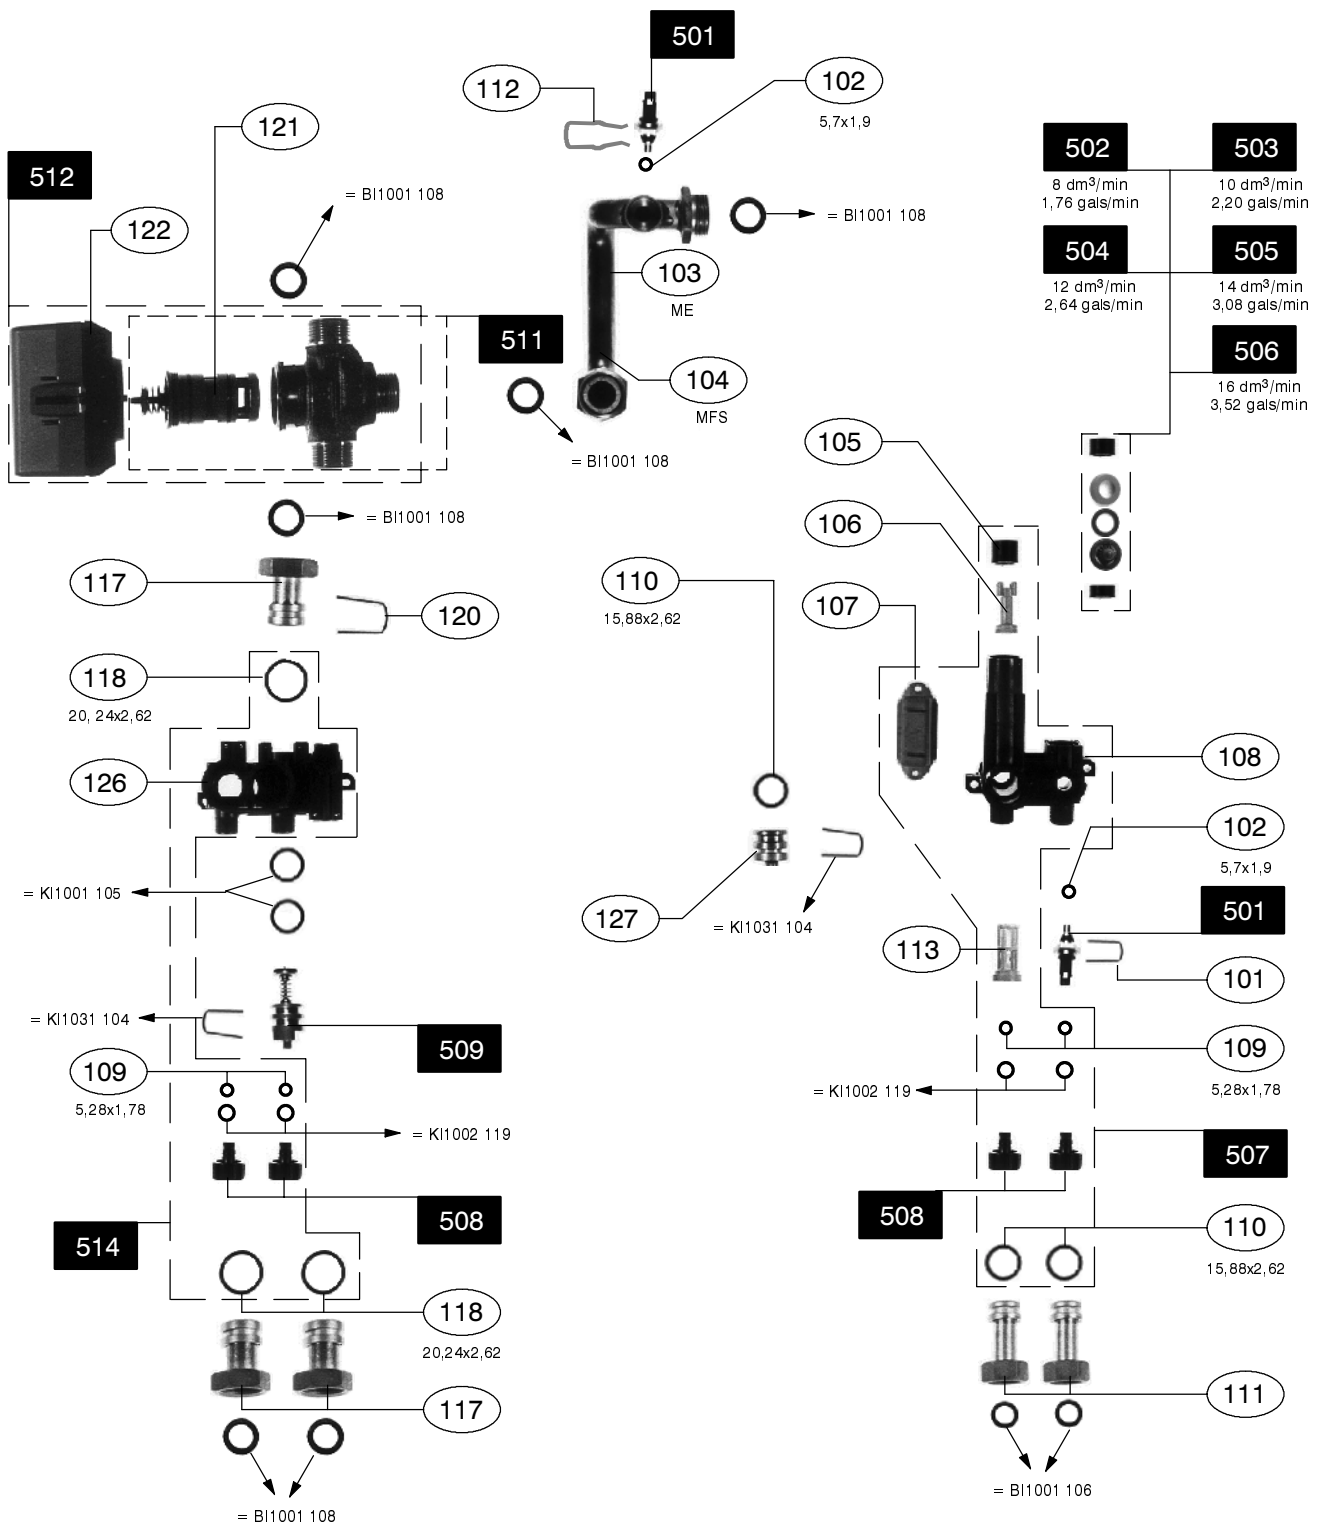 501
112
102
5,7x1,9
121
512
= BI1001 108
122
= BI1001 108
502
503
8 dm³/min
1,76 gals/min
10 dm³/min
2,20 gals/min
504
505
12 dm³/min
2,64 gals/min
14 dm³/min
3,08 gals/min
506
16 dm³/min
3,52 gals/min
103
ME
511
104
MFS
= BI1001 108
105
= BI1001 108
106
117
120
110
15,88x2,62
107
118
20, 24x2,62
126
108
102
5,7x1,9
= KI1001 105
127
= KI1031 104
501
113
101
= KI1031 104
509
109
5,28x1,78
109
5,28x1,78
= KI1002 119
= KI1002 119
507
508
508
514
110
15,88x2,62
118
20,24x2,62
117
111
= BI1001 106
= BI1001 108